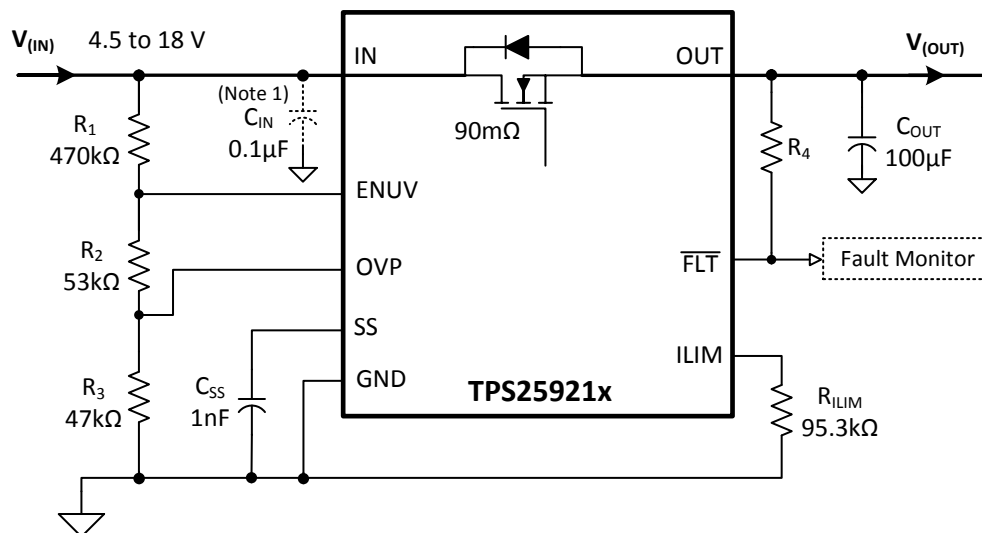 V(IN)
4.5 to 18 V
IN
OUT
V(OUT)
(Note 1)
CIN
0.1µF
R1
470kΩ
90mΩ
R4
COUT
100µF
ENUV
R2
53kΩ
OVP
FLT
Fault Monitor
SS
ILIM
GND
TPS25921x
R3
47kΩ
CSS
1nF
RILIM
95.3kΩ